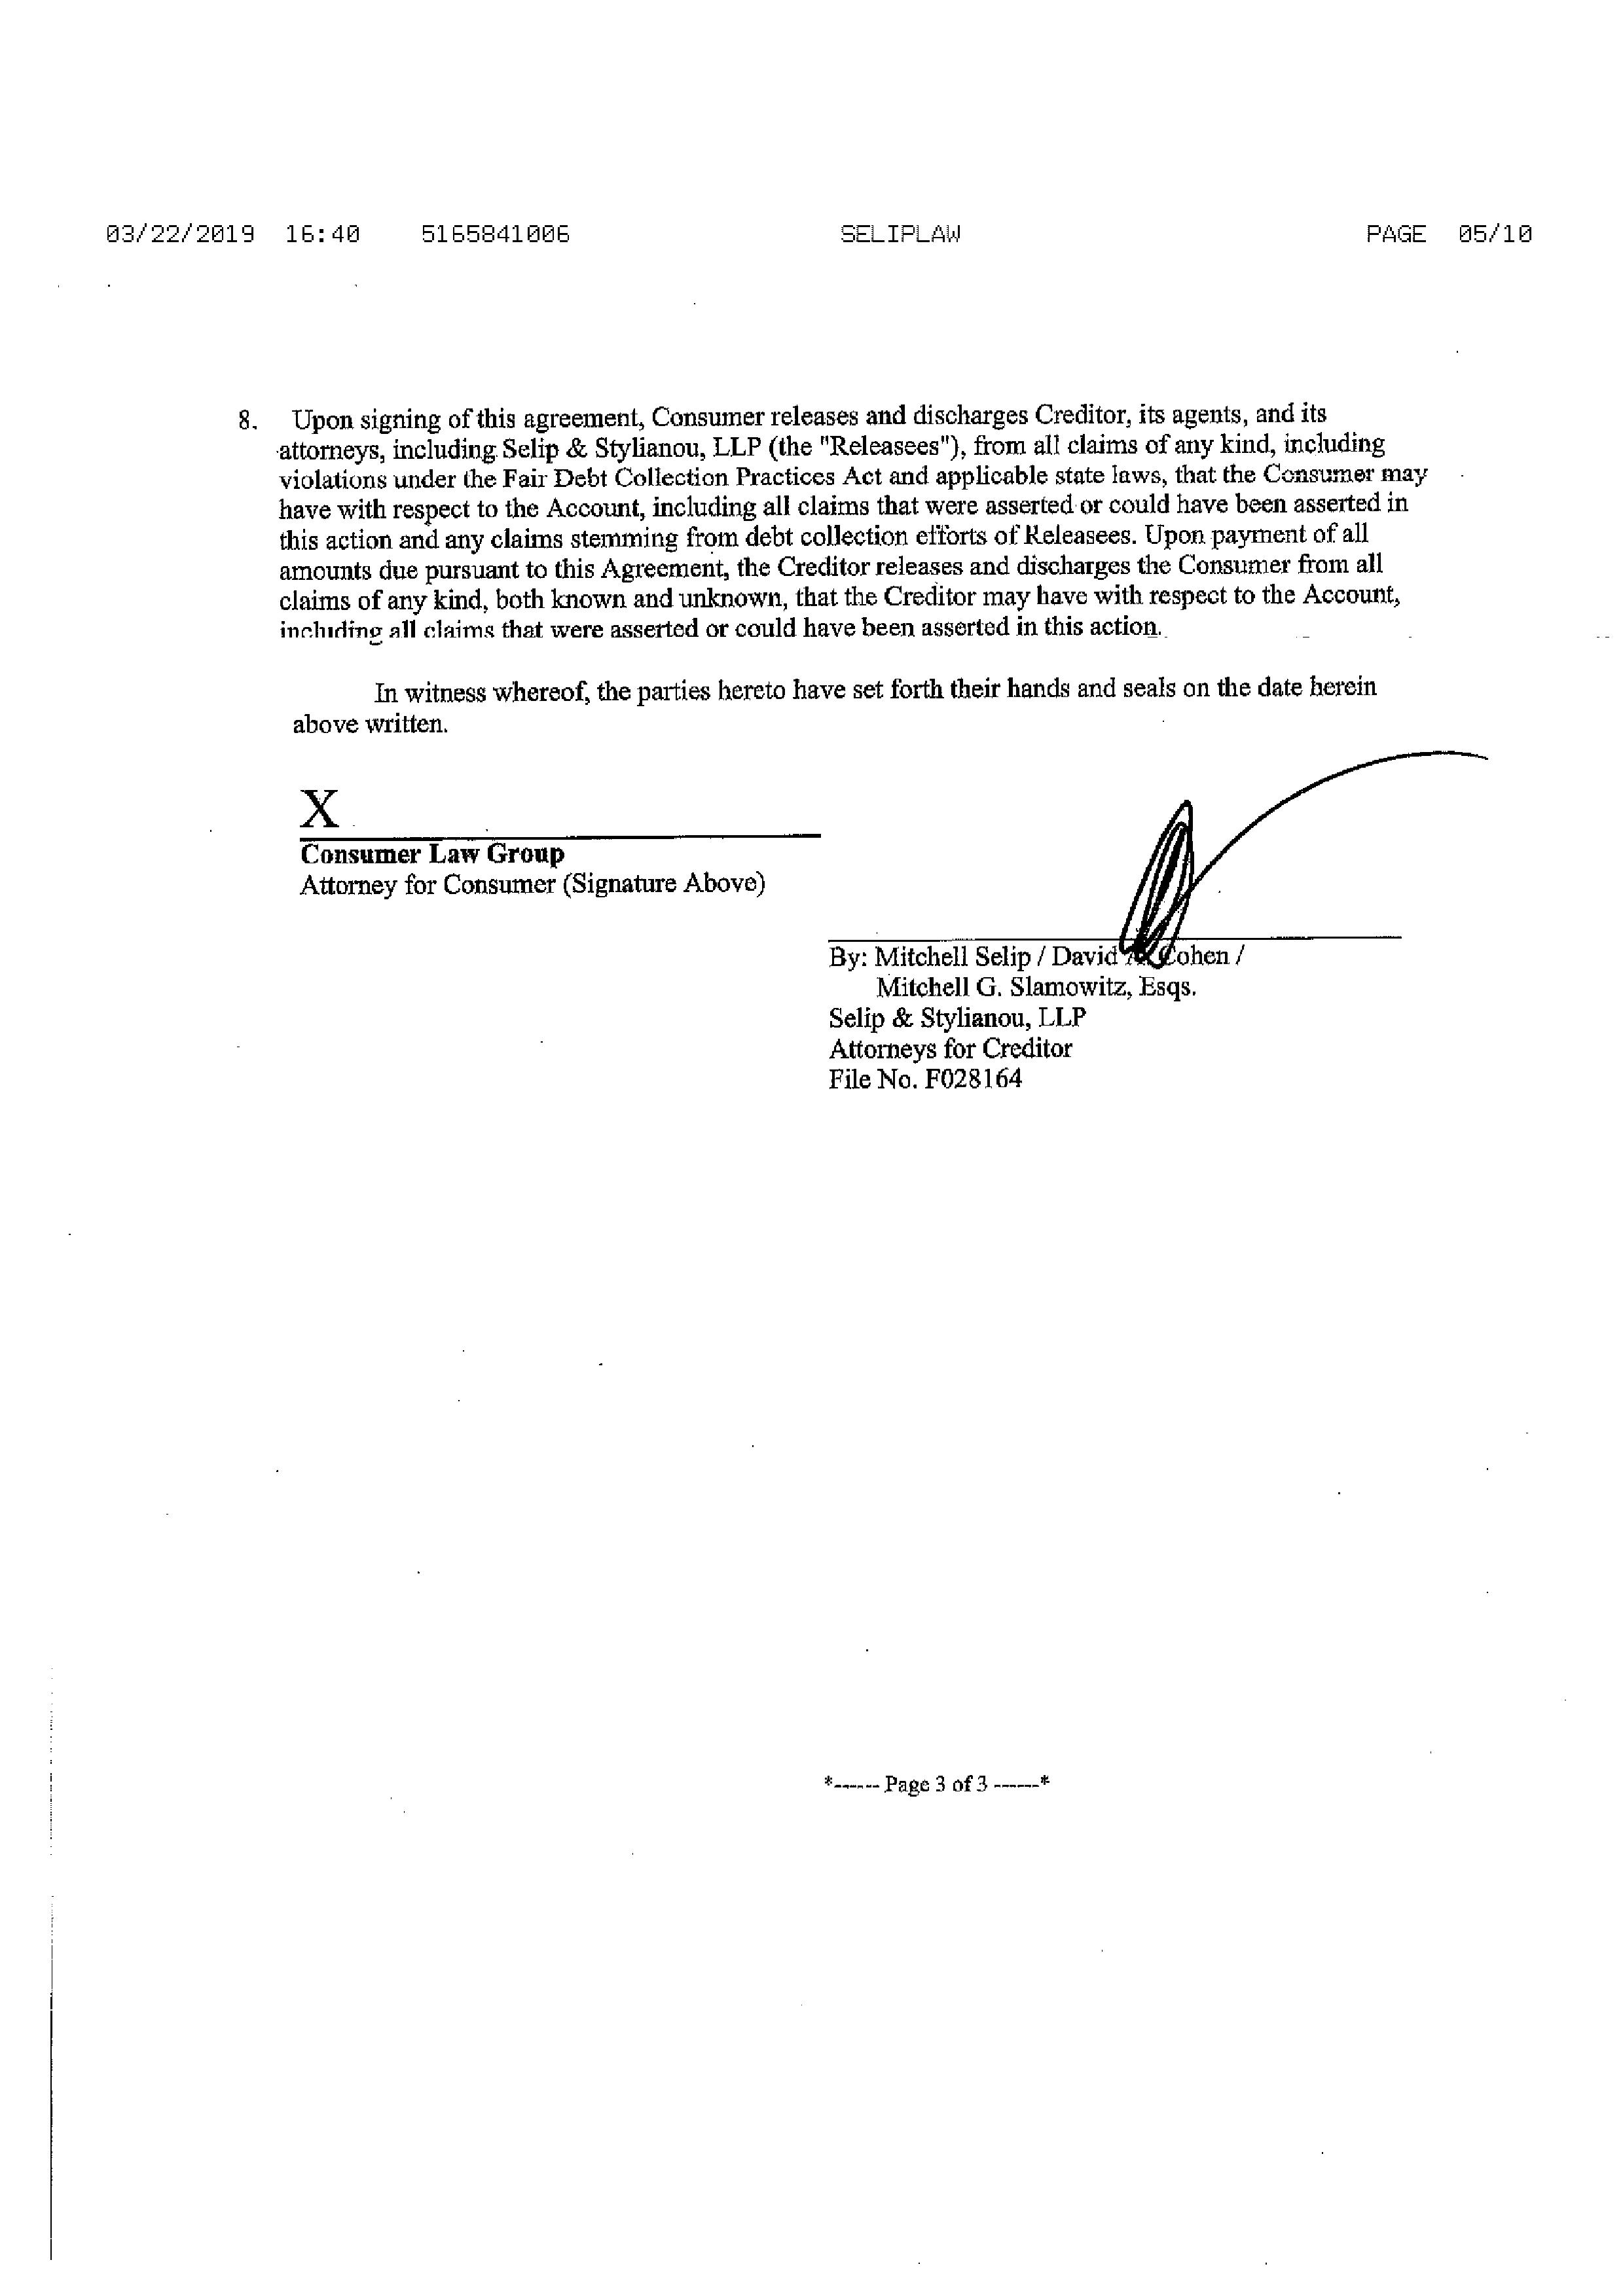 03/22/2019 16:40 5165841006 SELIPLAW PAGE 05/10
8. Upon signing of this agreement, Consumer releases and discharges Creditor, its agents, and its
attorneys, including Selip & Stylianou, LLP (the "Releasees"), from all claims of any kind, including
violations under the Fair Debt Collection Practices Act and applicable state laws, that the Consumer may
have with respect to the Account, including all claims that were asserted or could have been asserted in
this action and any claims stemming from debt collection efforts of Releasees. Upon payment of all
amounts due pursuant to this Agreement, the Creditor releases and discharges the Consumer from all
claims of any kind, both known and unknown, that the Creditor may have with respect to the Account,
including all claims that were asserted or could have been asserted in this action.
In witness whereof, the parties hereto have set forth their hands and seals on the date herein
above written.
X
Consumer Law Group
Attorney for Consumer (Signature Above)
By: Mitchell Selip / David Cohen /
Mitchell G. Slamowitz, Esqs.
Selip & Stylianou, LLP
Attorneys for Creditor
File No. F028164
*------ Page 3 of 3 ------*